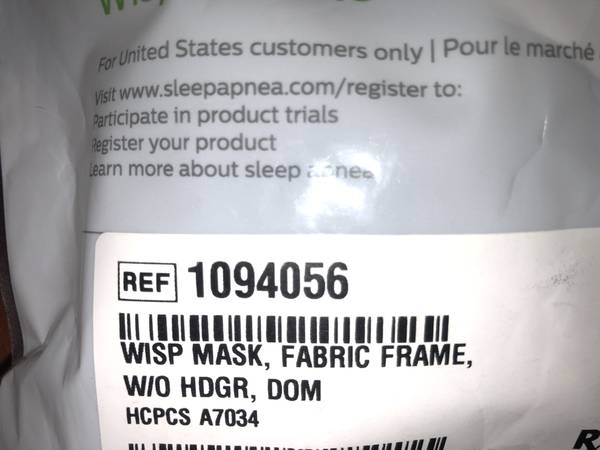 For United States customers only | Pour le marché
Visit www.sleepapnea.com/register to:
Participate in product trials
Register your product
Learn more about sleep apnea
REF 1094056
WISP MASK, FABRIC FRAME,
W/O HDGR, DOM
HCPCS A7034